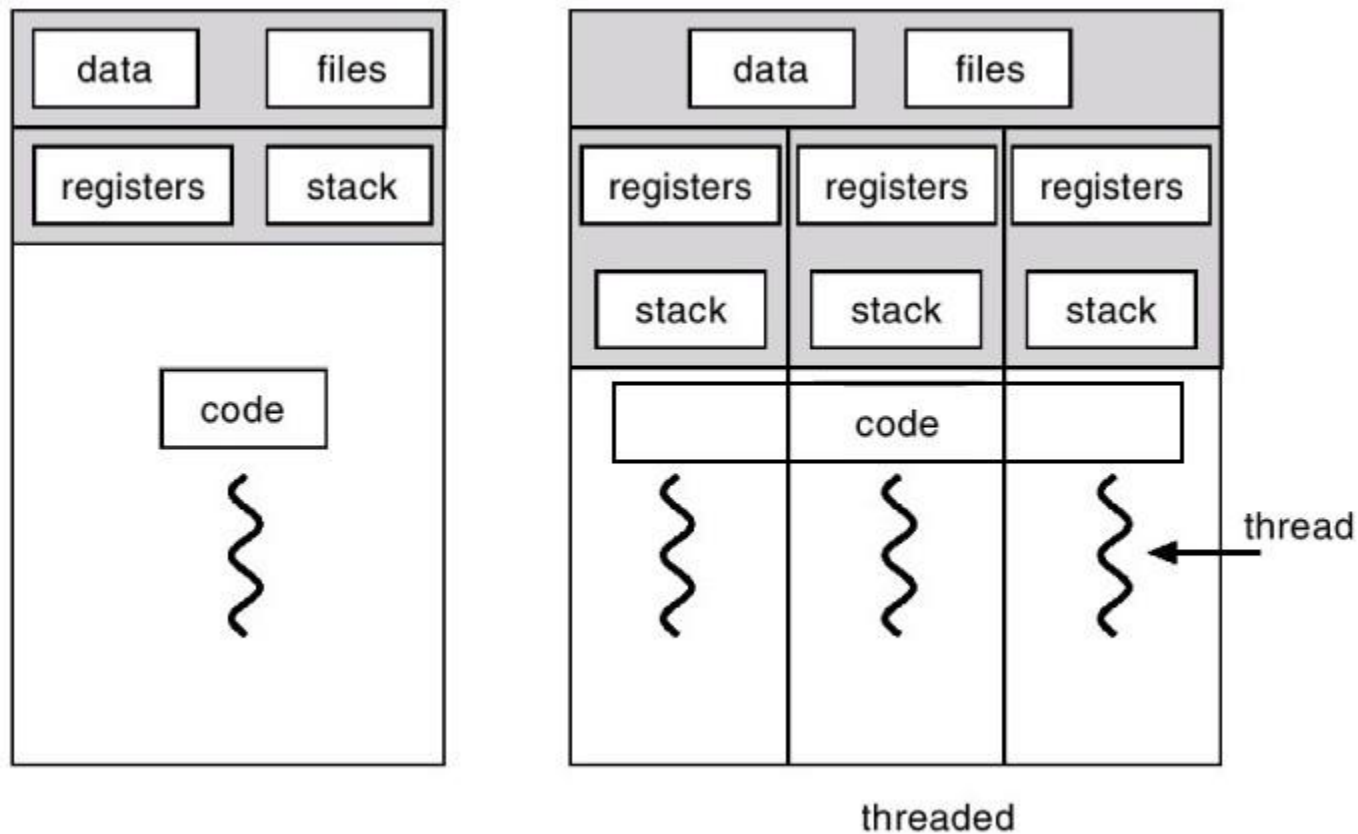 data files
registers stack
code
data files
registers registers registers
stack stack stack
code
thread
threaded